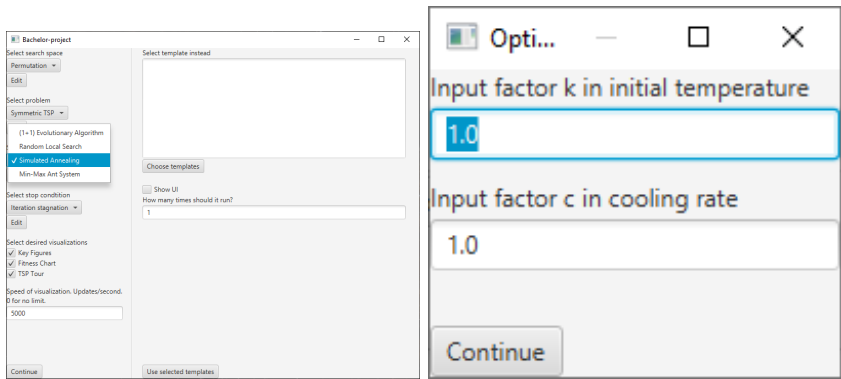 Bachelor-project
Select search space
Permutation
Edit
Select problem
Symmetric TSP
(1+1) Evolutionary Algorithm
Random Local Search
Simulated Annealing
Min-Max Ant System
Select stop condition
Iteration stagnation
Edit
Select desired visualizations
Key Figures
Fitness Chart
TSP Tour
Speed of visualization. Updates/second.
0 for no limit.
5000
Continue
Select template instead
Choose templates
Show UI
How many times should it run?
1
Use selected templates
Opti...
Input factor k in initial temperature
1.0
Input factor c in cooling rate
1.0
Continue